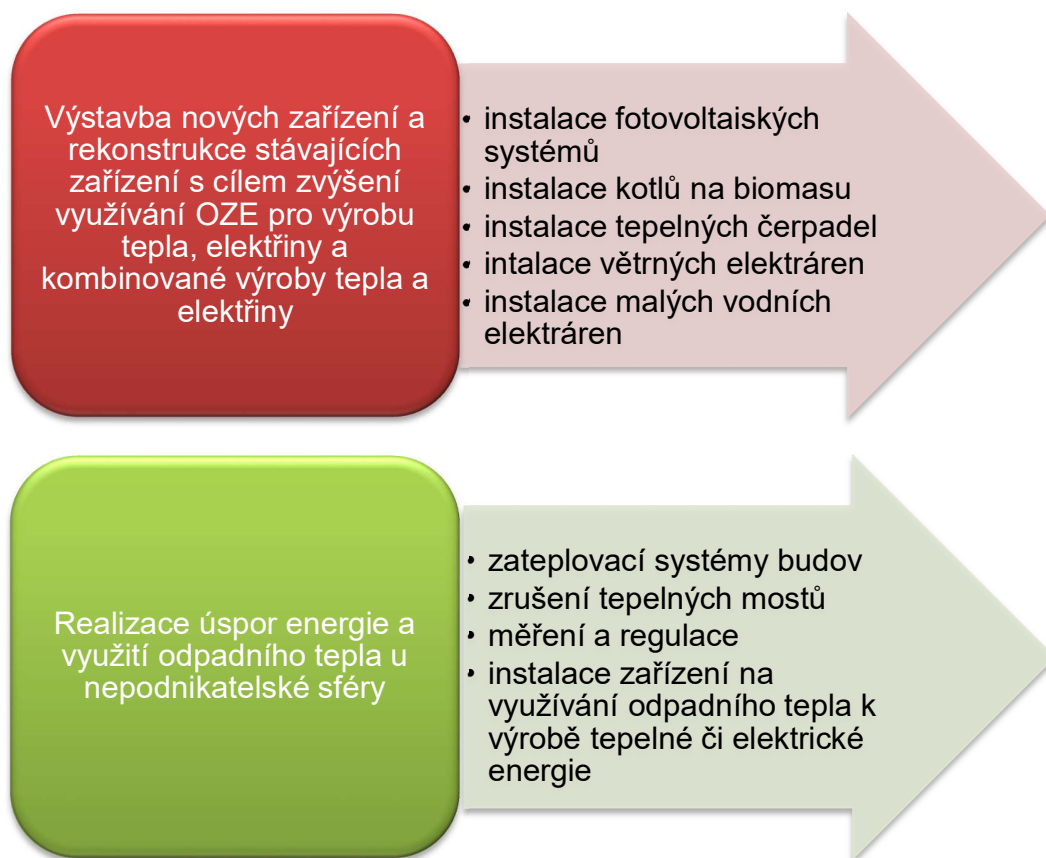 Výstavba nových zařízení a
rekonstrukce stávajících
zařízení s cílem zvýšení
využívání OZE pro výrobu
tepla, elektřiny a
kombinované výroby tepla a
elektřiny
• instalace fotovoltaiských
systémů
• instalace kotlů na biomasu
• instalace tepelných čerpadel
• intalace větrných elektráren
• instalace malých vodních
elektráren
Realizace úspor energie a
využití odpadního tepla u
nepodnikatelské sféry
• zateplovací systémy budov
• zrušení tepelných mostů
• měření a regulace
• instalace zařízení na
využívání odpadního tepla k
výrobě tepelné či elektrické
energie